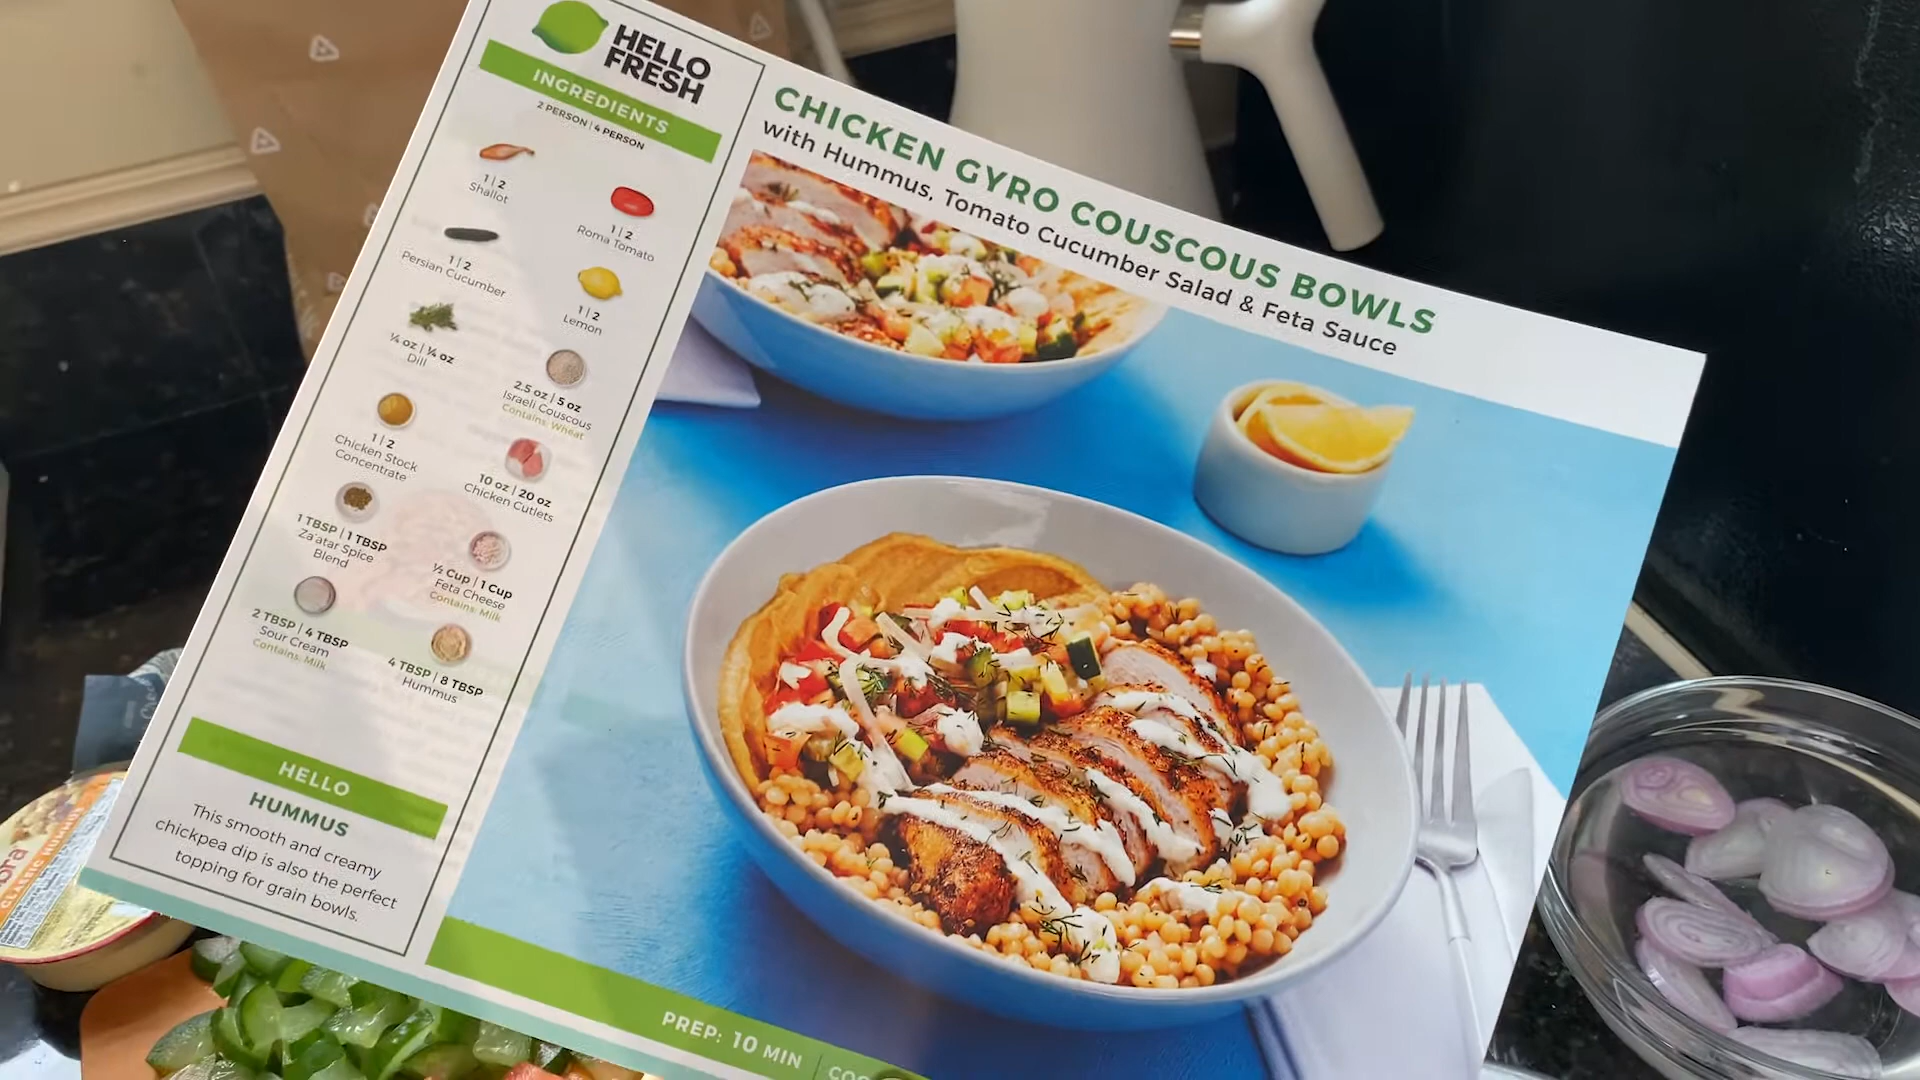 HELLO
FRESH
INGREDIENTS
2 PERSON | 4 PERSON
1 | 2
Shallot
1 | 2
Roma Tomato
1 | 2
Persian Cucumber
1 | 2
Lemon
¼ oz | ¼ oz
Dill
2.5 oz | 5 oz
Israeli Couscous
Contains: Wheat
1 | 2
Chicken Stock
Concentrate
10 oz | 20 oz
Chicken Cutlets
1 TBSP | 1 TBSP
Za'atar Spice
Blend
½ Cup | 1 Cup
Feta Cheese
Contains: Milk
2 TBSP | 4 TBSP
Sour Cream
Contains: Milk
4 TBSP | 8 TBSP
Hummus
HELLO
HUMMUS
This smooth and creamy
chickpea dip is also the perfect
topping for grain bowls.
CHICKEN GYRO COUSCOUS BOWLS
with Hummus, Tomato Cucumber Salad & Feta Sauce
PREP: 10 MIN
CLASSIC HUMMUS